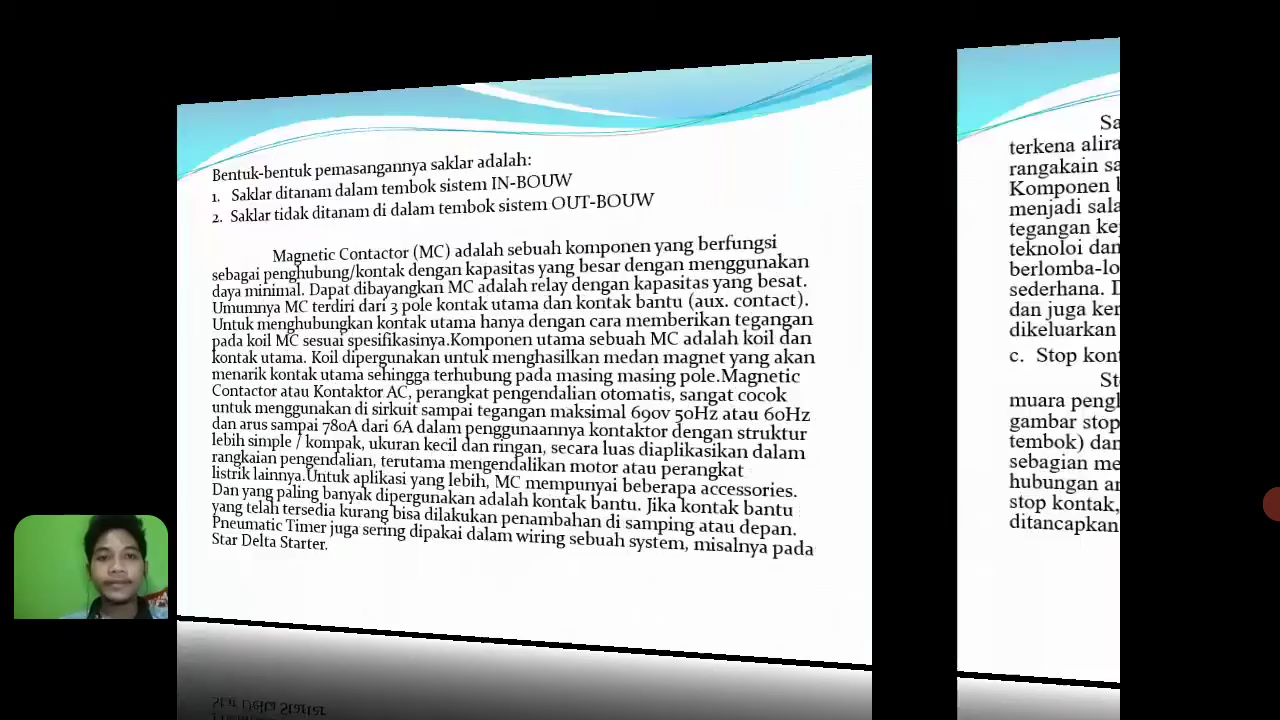 Bentuk-bentuk pemasangannya saklar adalah:
1. Saklar ditanam dalam tembok sistem IN-BOUW
2. Saklar tidak ditanam di dalam tembok sistem OUT-BOUW
Magnetic Contactor (MC) adalah sebuah komponen yang berfungsi
sebagai penghubung/kontak dengan kapasitas yang besar dengan menggunakan
daya minimal. Dapat dibayangkan MC adalah relay dengan kapasitas yang besat.
Umumnya MC terdiri dari 3 pole kontak utama dan kontak bantu (aux. contact).
Untuk menghubungkan kontak utama hanya dengan cara memberikan tegangan
pada koil MC sesuai spesifikasinya.Komponen utama sebuah MC adalah koil dan
kontak utama. Koil dipergunakan untuk menghasilkan medan magnet yang akan
menarik kontak utama sehingga terhubung pada masing masing pole.Magnetic
Contactor atau Kontaktor AC, perangkat pengendalian otomatis, sangat cocok
untuk menggunakan di sirkuit sampai tegangan maksimal 690v 50Hz atau 60Hz
dan arus sampai 780A dari 6A dalam penggunaannya kontaktor dengan struktur
lebih simple / kompak, ukuran kecil dan ringan, secara luas diaplikasikan dalam
rangkaian pengendalian, terutama mengendalikan motor atau perangkat
listrik lainnya.Untuk aplikasi yang lebih, MC mempunyai beberapa accessories.
Dan yang paling banyak dipergunakan adalah kontak bantu. Jika kontak bantu
yang telah tersedia kurang bisa dilakukan penambahan di samping atau depan.
Pneumatic Timer juga sering dipakai dalam wiring sebuah system, misalnya pada
Star Delta Starter.
Sa
terkena alira
rangakain sa
Komponen b
menjadi sala
tegangan kep
teknoloi dan
berlomba-lo
sederhana. D
dan juga ker
dikeluarkan
c. Stop kont
St
muara pengh
gambar stop
tembok) dan
sebagian me
hubungan ar
stop kontak,
ditancapkan